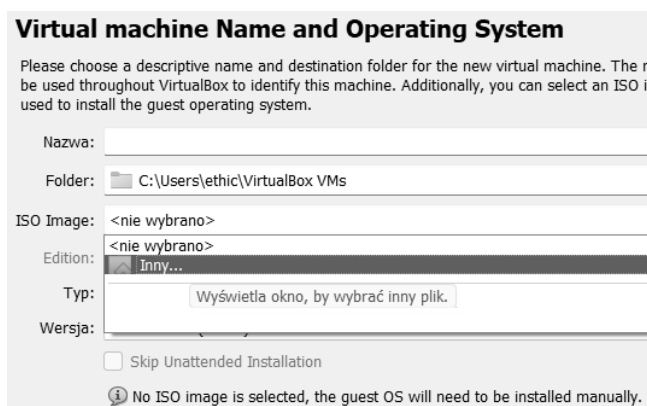 Virtual machine Name and Operating System
Please choose a descriptive name and destination folder for the new virtual machine. The
be used throughout VirtualBox to identify this machine. Additionally, you can select an ISO
used to install the guest operating system.
Nazwa:
Folder: C:\Users\ethic\VirtualBox VMs
ISO Image: <nie wybrano>
<nie wybrano>
Edition:
Inny...
Typ:
Wyświetla okno, by wybrać inny plik.
Wersja:
Skip Unattended Installation
No ISO image is selected, the guest OS will need to be installed manually.